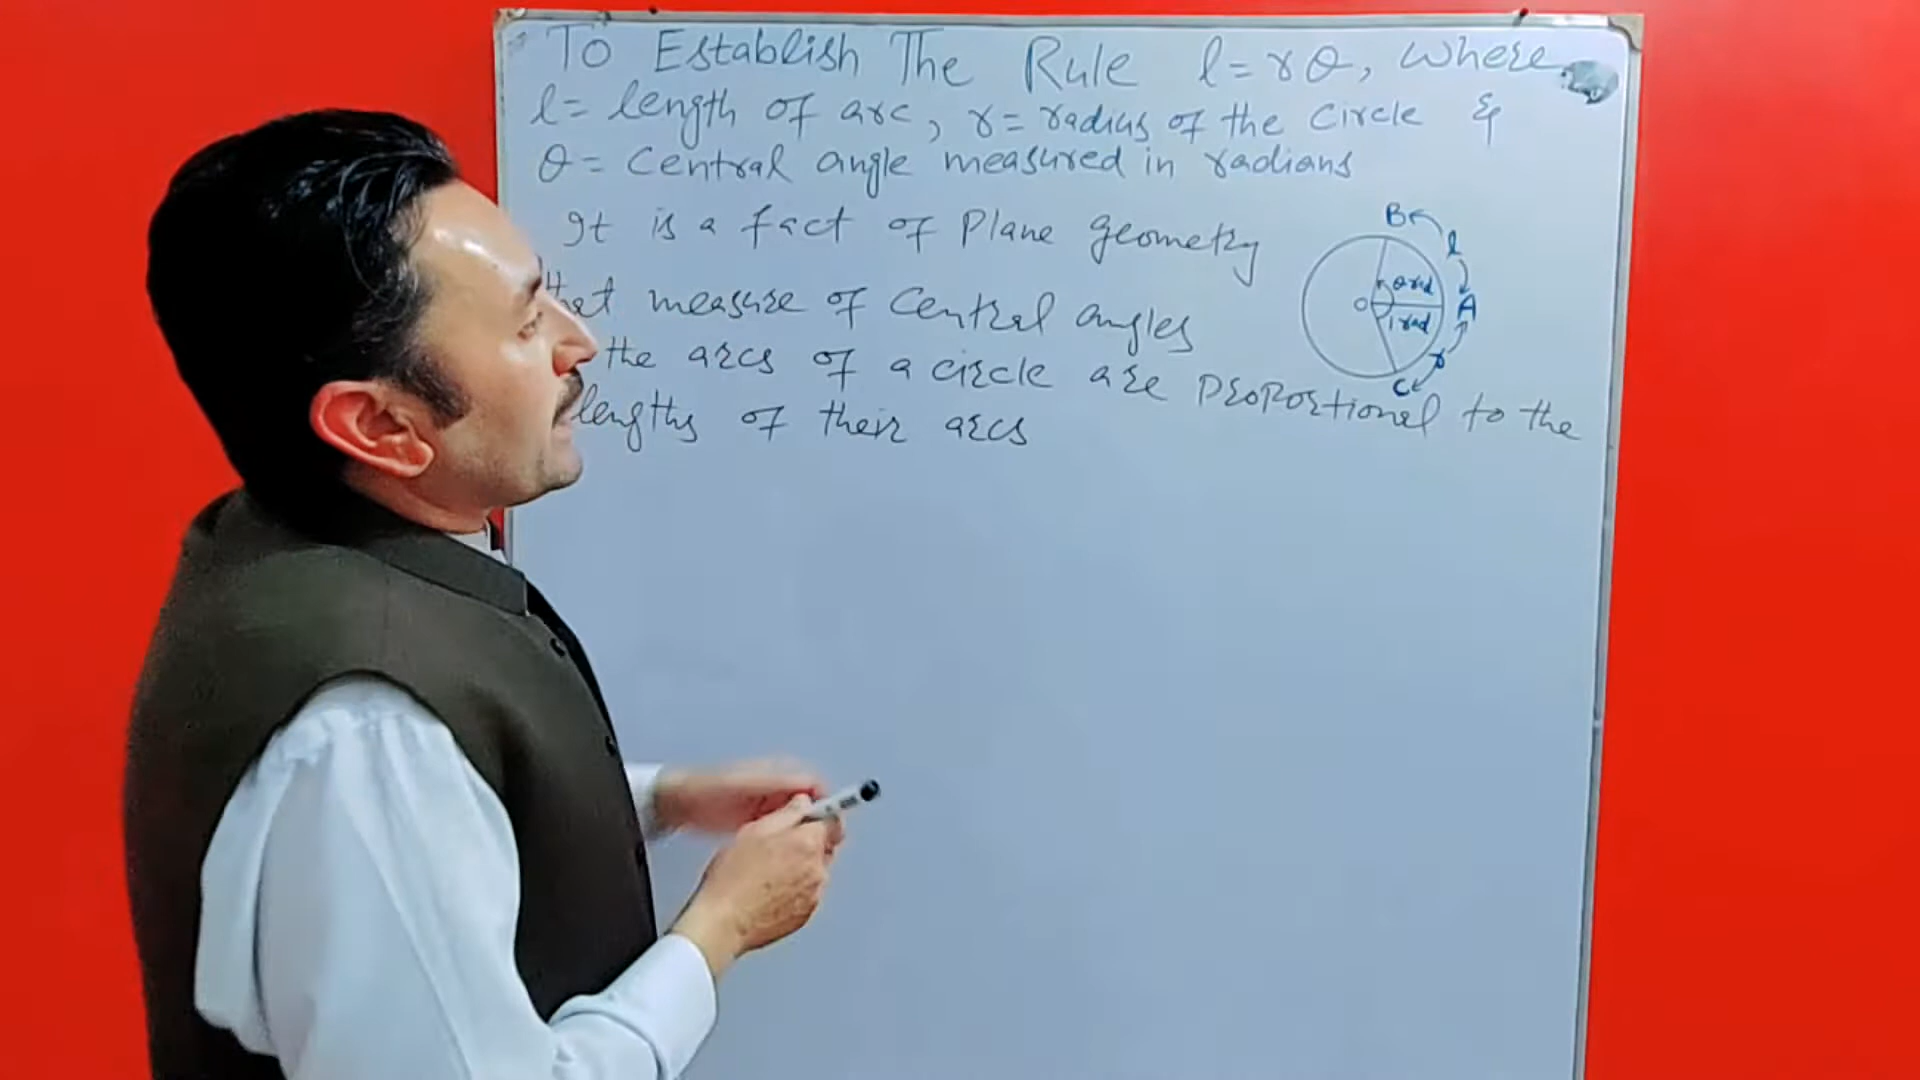 To Establish The Rule l = rθ, where
l = length of arc, r = radius of the circle &
θ = Central angle measured in radians
It is a fact of Plane geometry
measure of central angles
the arcs of a circle are proportional to the
lengths of their arcs
B
l
θ rad
O
A
1 rad
r
C